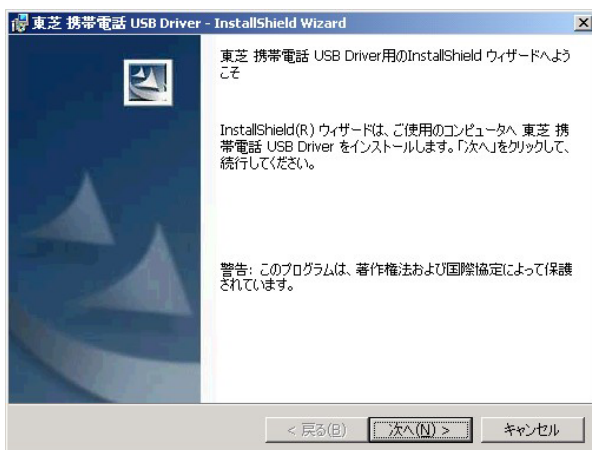 東芝 携帯電話 USB Driver - InstallShield Wizard
東芝 携帯電話 USB Driver用のInstallShield ウィザードへよう
こそ
InstallShield(R) ウィザードは、ご使用のコンピュータへ 東芝 携
帯電話 USB Driver をインストールします。「次へ」をクリックして、
続行してください。
警告: このプログラムは、著作権法および国際協定によって保護
されています。
< 戻る(B)
次へ(N) >
キャンセル